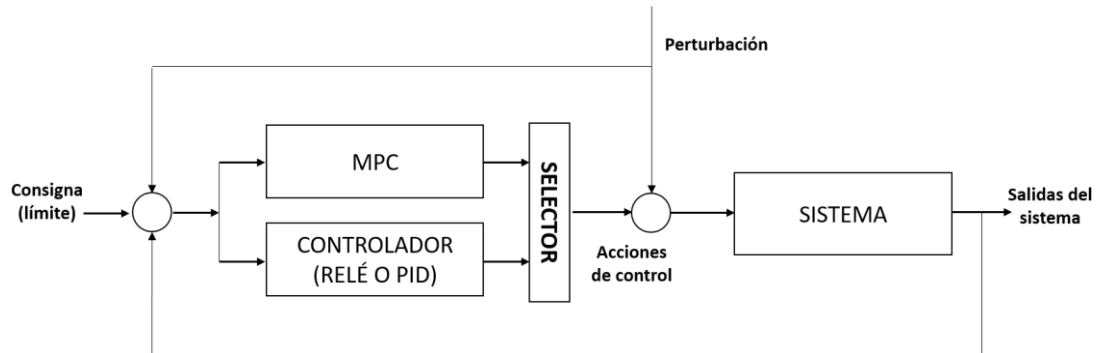 Perturbación
MPC
SELECTOR
Consigna
(límite)
CONTROLADOR
(RELÉ O PID)
Acciones
de control
SISTEMA
Salidas del
sistema